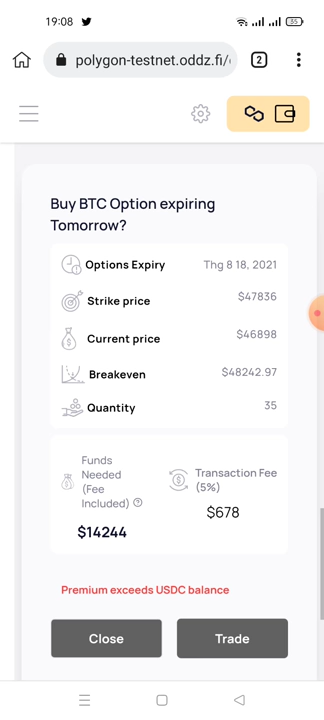 19:08
35
polygon-testnet.oddz.fi/
2
Buy BTC Option expiring
Tomorrow?
Options Expiry Thg 8 18, 2021
Strike price $47836
Current price $46898
Breakeven $48242.97
Quantity 35
Funds
Needed
(Fee
Included)
$14244
Transaction Fee
(5%)
$678
Premium exceeds USDC balance
Close Trade